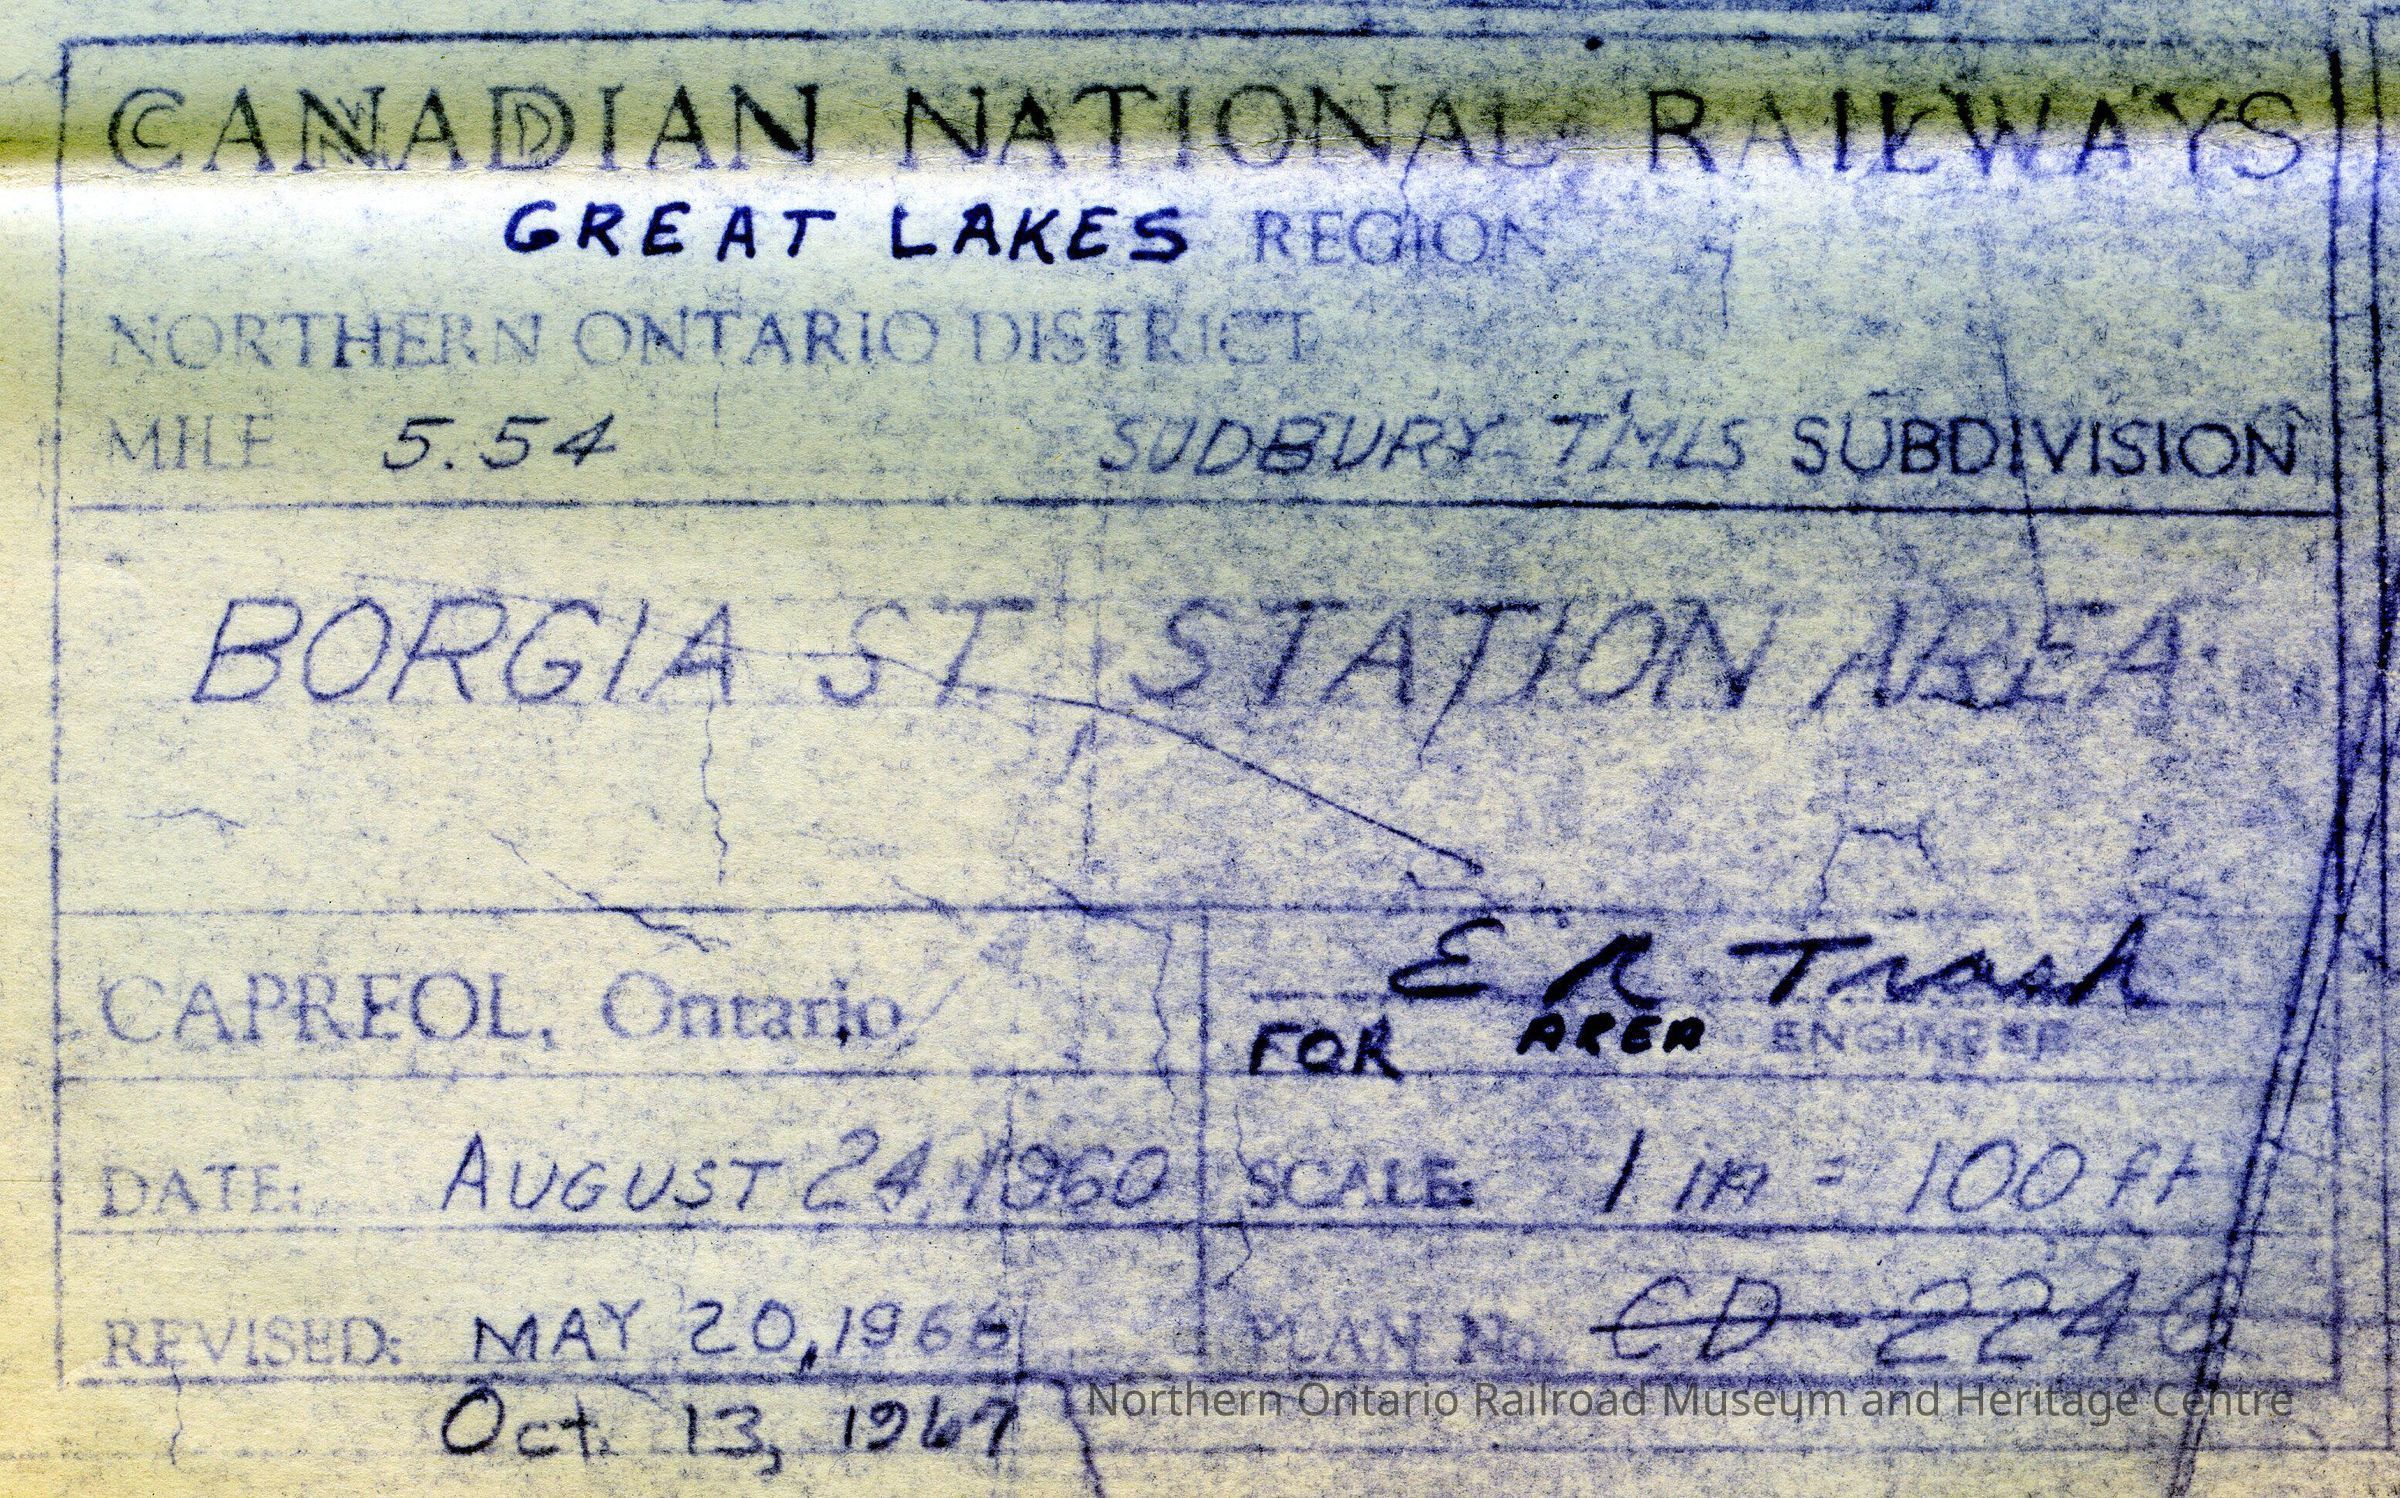 CANADIAN NATIONAL RAILWAYS
GREAT LAKES REGION
NORTHERN ONTARIO DISTRICT
MILE 5.54 SUDBURY TMLS SUBDIVISION
BORGIA ST. STATION AREA.
CAPREOL, Ontario
E R Trash
FOR AREA ENGINEER
DATE: AUGUST 24, 1960 SCALE: 1 in = 100 ft
REVISED: MAY 20, 1966 PLAN No. CD-2246
Oct. 13, 1967
Northern Ontario Railroad Museum and Heritage Centre